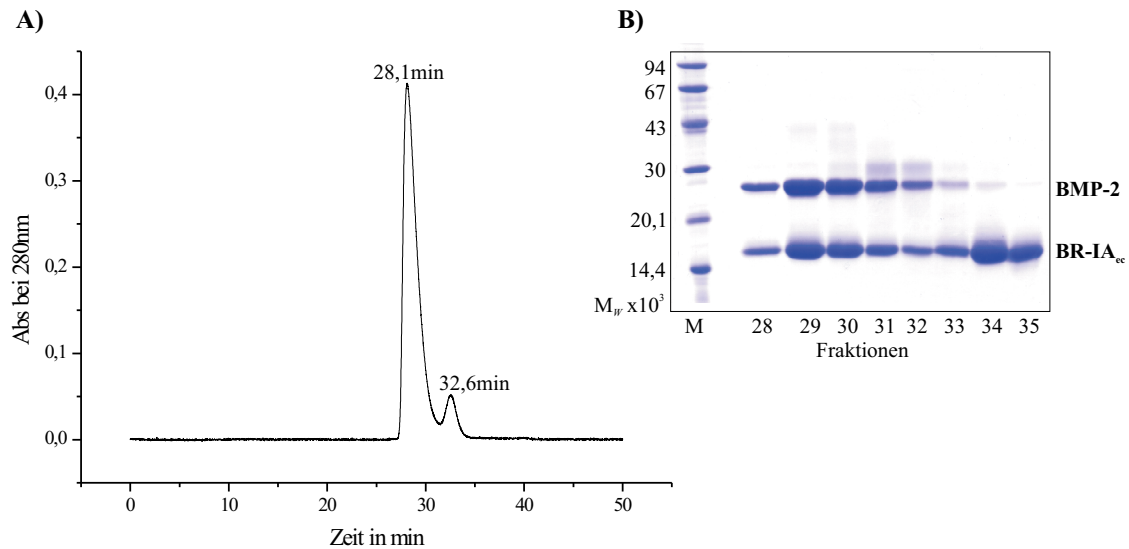 A)
28,1min
32,6min
0,4
0,3
0,2
0,1
0,0
Abs bei 280nm
0 10 20 30 40 50
Zeit in min
B)
94
67
43
30
20,1
14,4
M_W x10³
BMP-2
BR-IA_ec
M 28 29 30 31 32 33 34 35
Fraktionen